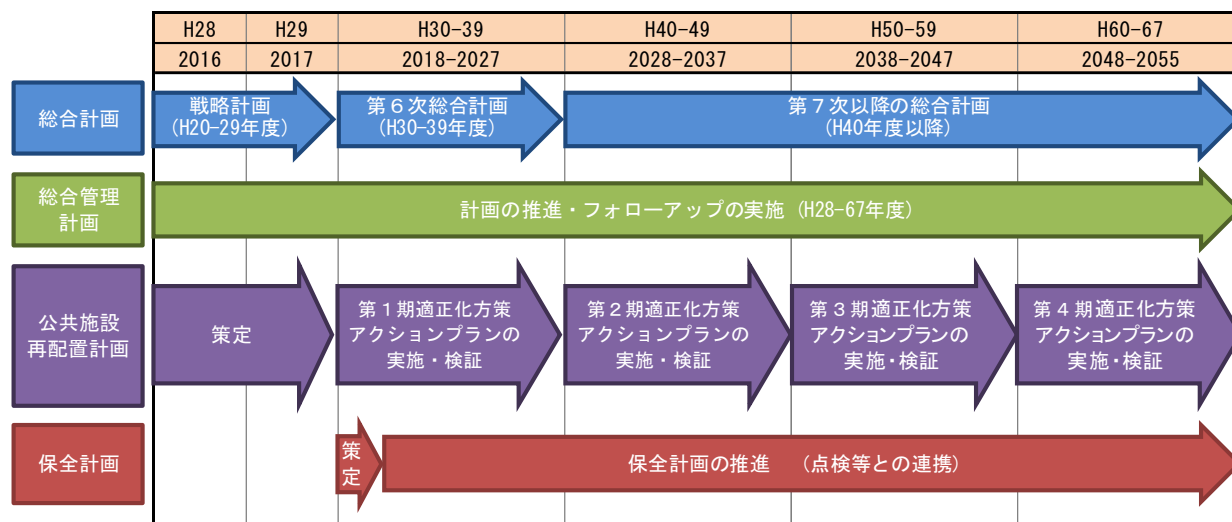 H28 H29 H30-39 H40-49 H50-59 H60-67
2016 2017 2018-2027 2028-2037 2038-2047 2048-2055
総合計画
戦略計画
(H20-29年度)
第６次総合計画
(H30-39年度)
第７次以降の総合計画
(H40年度以降)
総合管理
計画
計画の推進・フォローアップの実施 (H28-67年度)
公共施設
再配置計画
策定
第１期適正化方策
アクションプランの
実施・検証
第２期適正化方策
アクションプランの
実施・検証
第３期適正化方策
アクションプランの
実施・検証
第４期適正化方策
アクションプランの
実施・検証
保全計画
策
定
保全計画の推進 （点検等との連携）